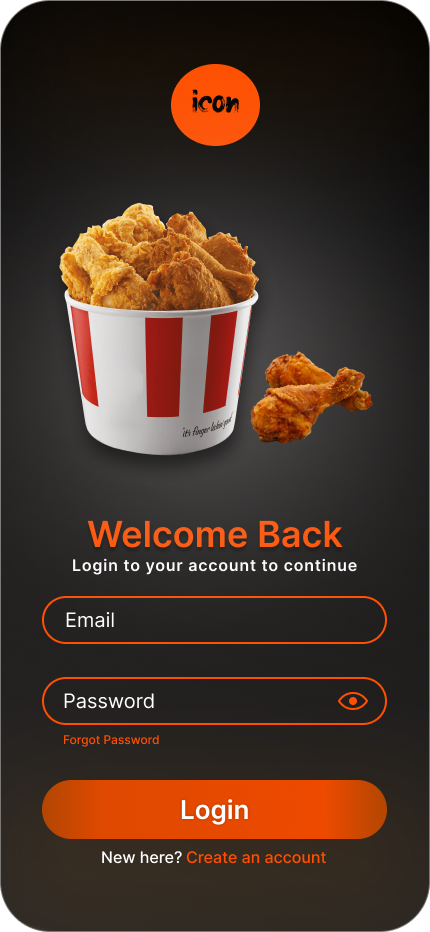 icon
"it's finger lickin' good"
Welcome Back
Login to your account to continue
Email
Password
Forgot Password
Login
New here? Create an account